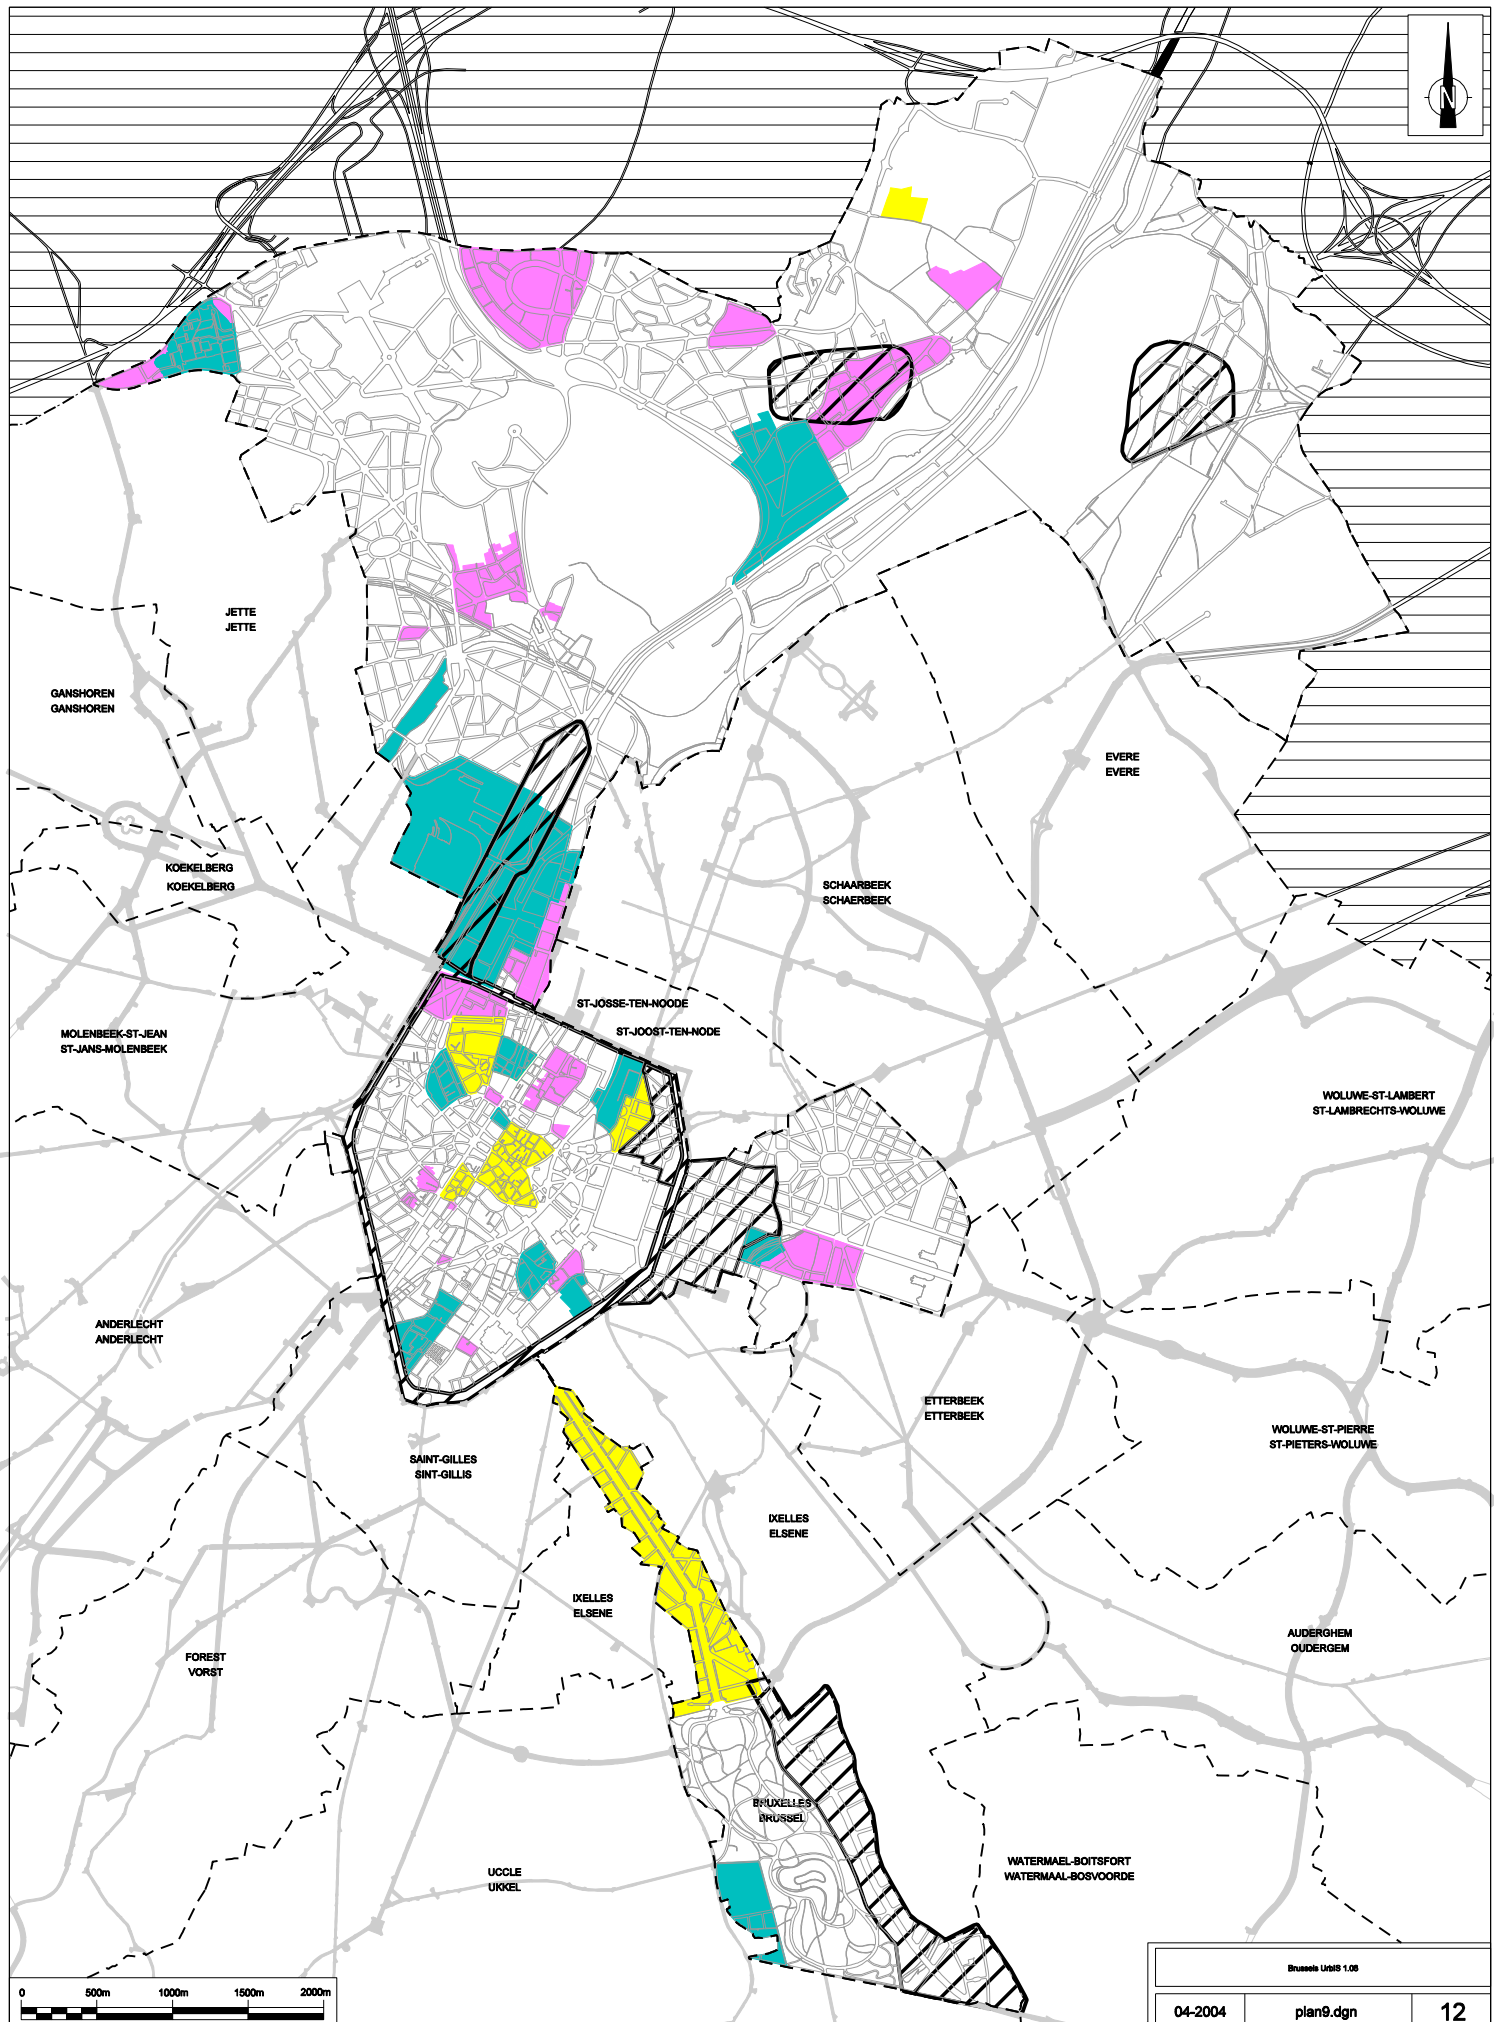 N
JETTE
JETTE
GANSHOREN
GANSHOREN
EVERE
EVERE
KOEKELBERG
KOEKELBERG
SCHAARBEEK
SCHAERBEEK
ST-JOSSE-TEN-NOODE
ST-JOOST-TEN-NODE
MOLENBEEK-ST-JEAN
ST-JANS-MOLENBEEK
WOLUWE-ST-LAMBERT
ST-LAMBRECHTS-WOLUWE
ANDERLECHT
ANDERLECHT
ETTERBEEK
ETTERBEEK
WOLUWE-ST-PIERRE
ST-PIETERS-WOLUWE
SAINT-GILLES
SINT-GILLIS
IXELLES
ELSENE
IXELLES
ELSENE
AUDERGHEM
OUDERGEM
FOREST
VORST
BRUXELLES
BRUSSEL
WATERMAEL-BOITSFORT
WATERMAAL-BOSVOORDE
UCCLE
UKKEL
0 500m 1000m 1500m 2000m
Brussels UrbIS 1.08
04-2004 plan9.dgn 12